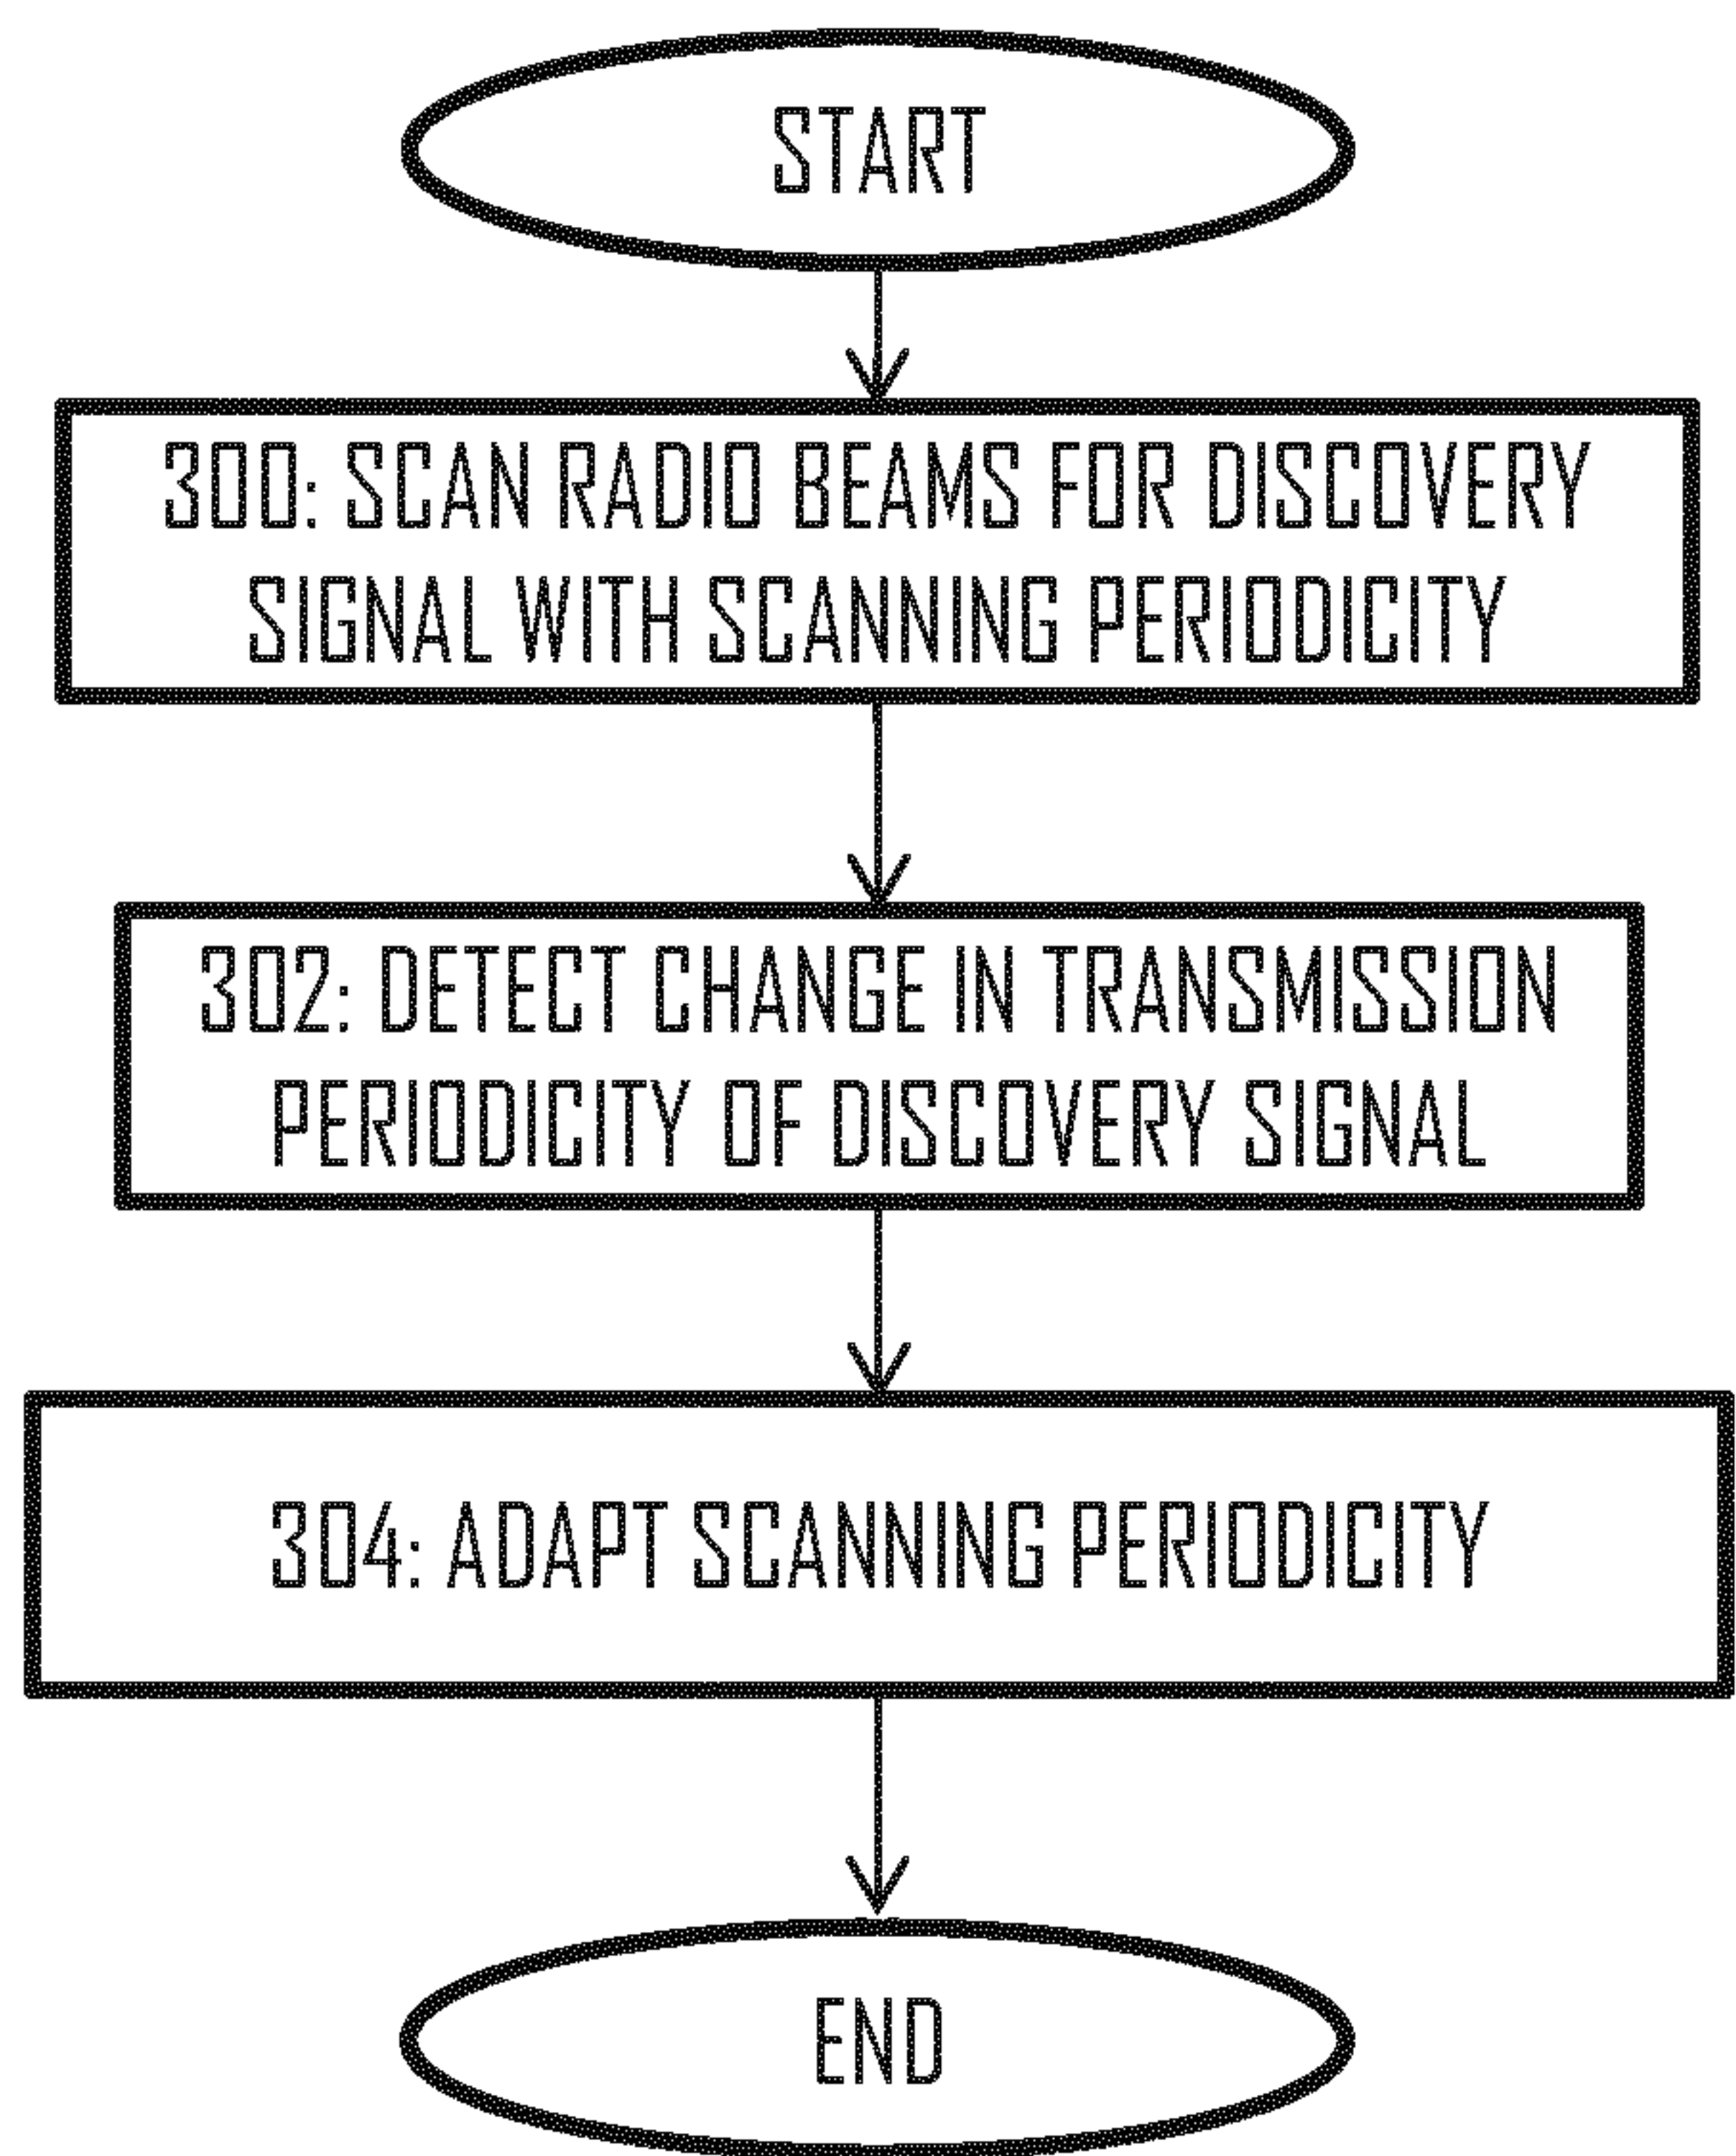 START
300: SCAN RADIO BEAMS FOR DISCOVERY
SIGNAL WITH SCANNING PERIODICITY
302: DETECT CHANGE IN TRANSMISSION
PERIODICITY OF DISCOVERY SIGNAL
304: ADAPT SCANNING PERIODICITY
END